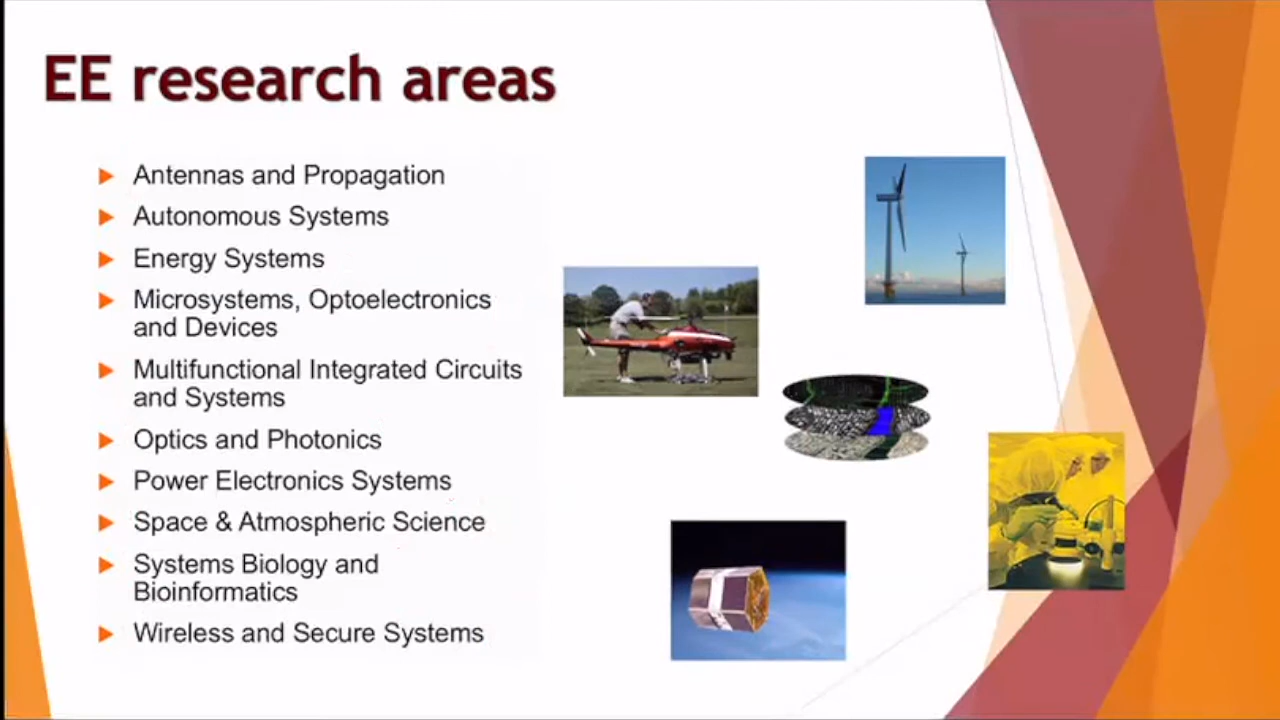 EE research areas
Antennas and Propagation
Autonomous Systems
Energy Systems
Microsystems, Optoelectronics
and Devices
Multifunctional Integrated Circuits
and Systems
Optics and Photonics
Power Electronics Systems
Space & Atmospheric Science
Systems Biology and
Bioinformatics
Wireless and Secure Systems